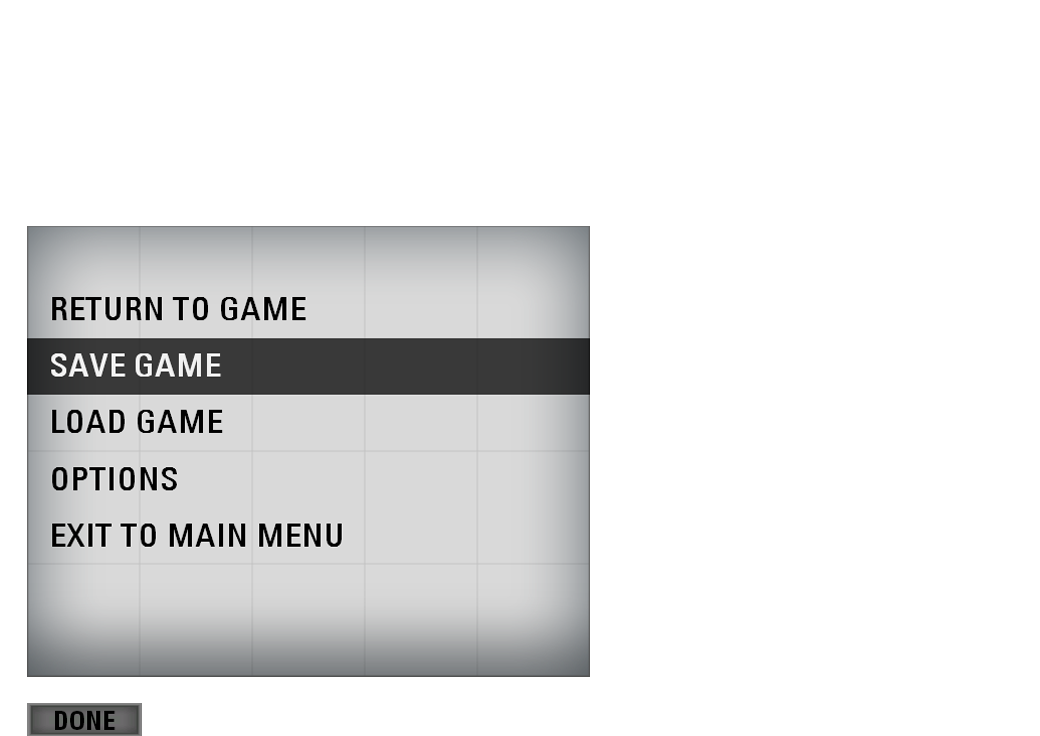 RETURN TO GAME
SAVE GAME
LOAD GAME
OPTIONS
EXIT TO MAIN MENU
DONE